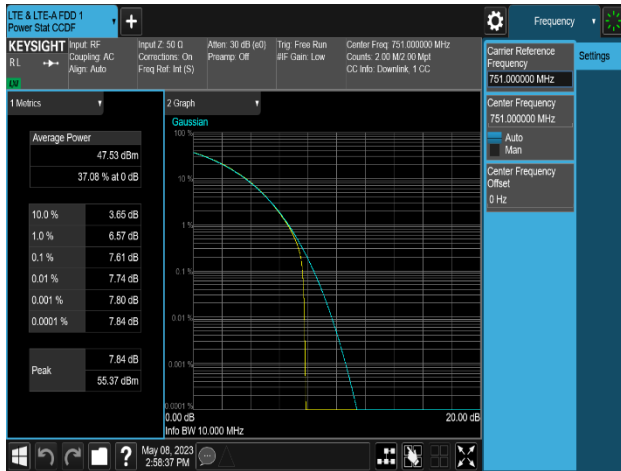 LTE & LTE-A FDD 1
Power Stat CCDF
Frequency
KEYSIGHT
RL
Input: RF
Coupling: AC
Align: Auto
Input Z: 50 Ω
Corrections: On
Freq Ref: Int (S)
Atten: 30 dB (e0)
Preamp: Off
Trig: Free Run
#IF Gain: Low
Center Freq: 751.000000 MHz
Counts: 2.00 M/2.00 Mpt
CC Info: Downlink, 1 CC
Carrier Reference
Frequency
751.000000 MHz
Settings
Center Frequency
751.000000 MHz
Auto
Man
Center Frequency
Offset
0 Hz
1 Metrics
Average Power
47.53 dBm
37.08 % at 0 dB
10.0 % 3.65 dB
1.0 % 6.57 dB
0.1 % 7.61 dB
0.01 % 7.74 dB
0.001 % 7.80 dB
0.0001 % 7.84 dB
Peak
7.84 dB
55.37 dBm
2 Graph
Gaussian
100 %
10 %
1 %
0.1 %
0.01 %
0.001 %
0.0001 %
0.00 dB 20.00 dB
Info BW 10.000 MHz
?
May 08, 2023
2:58:37 PM